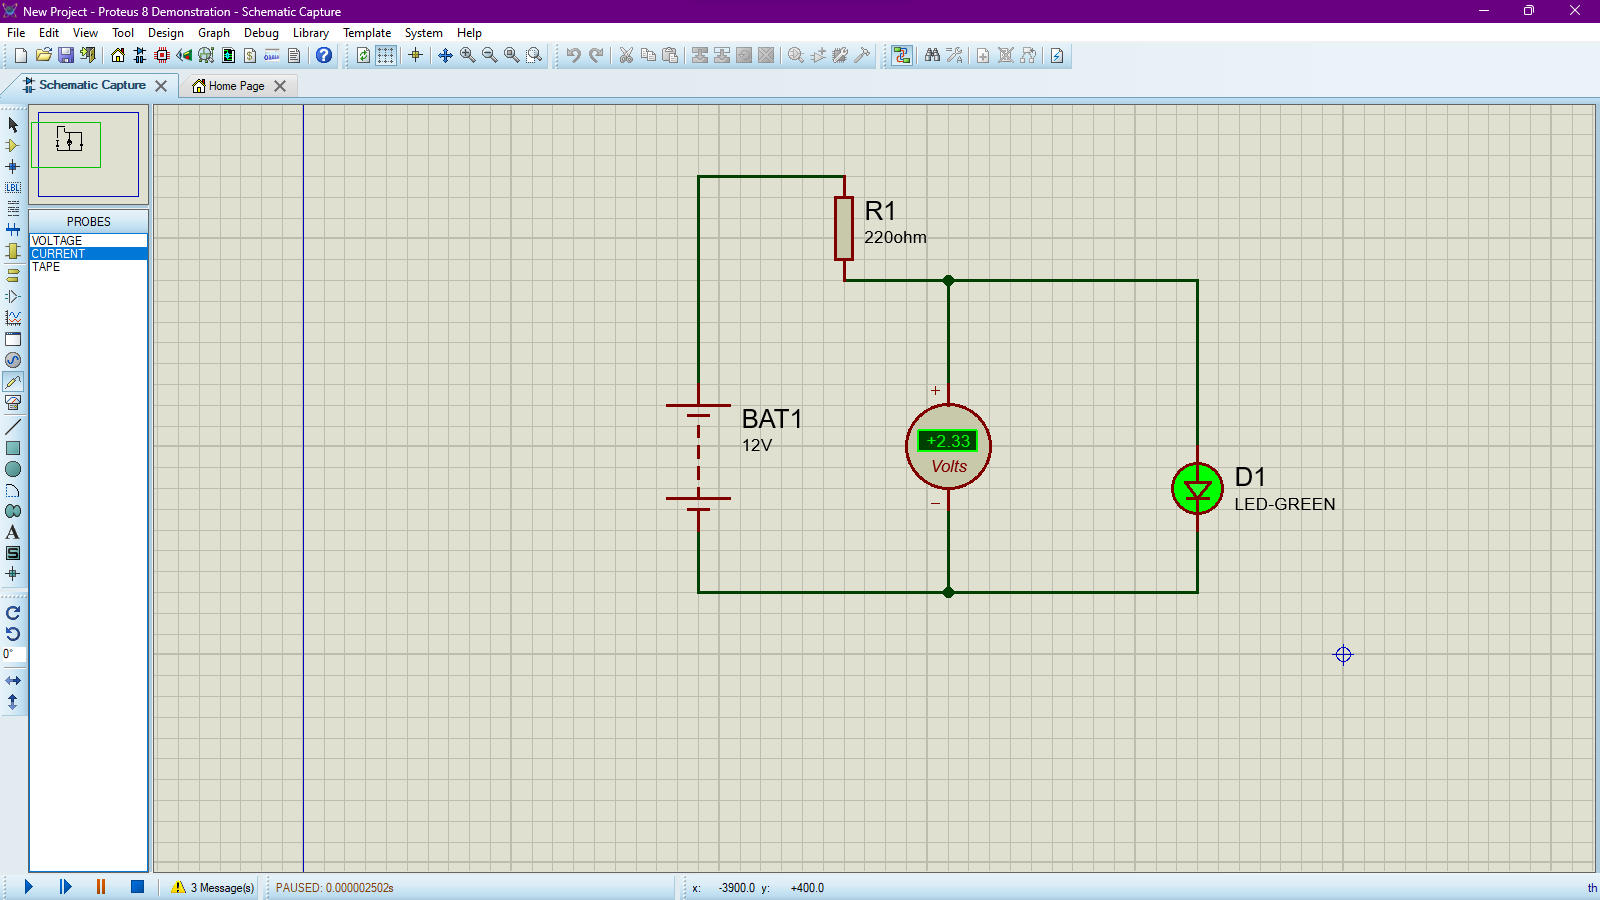 New Project - Proteus 8 Demonstration - Schematic Capture
File Edit View Tool Design Graph Debug Library Template System Help
Schematic Capture Home Page
PROBES
VOLTAGE
CURRENT
TAPE
LBL
A
S
0°
R1
220ohm
BAT1
12V
+
+2.33
Volts
−
D1
LED-GREEN
3 Message(s) PAUSED: 0.000002502s x: -3900.0 y: +400.0 th